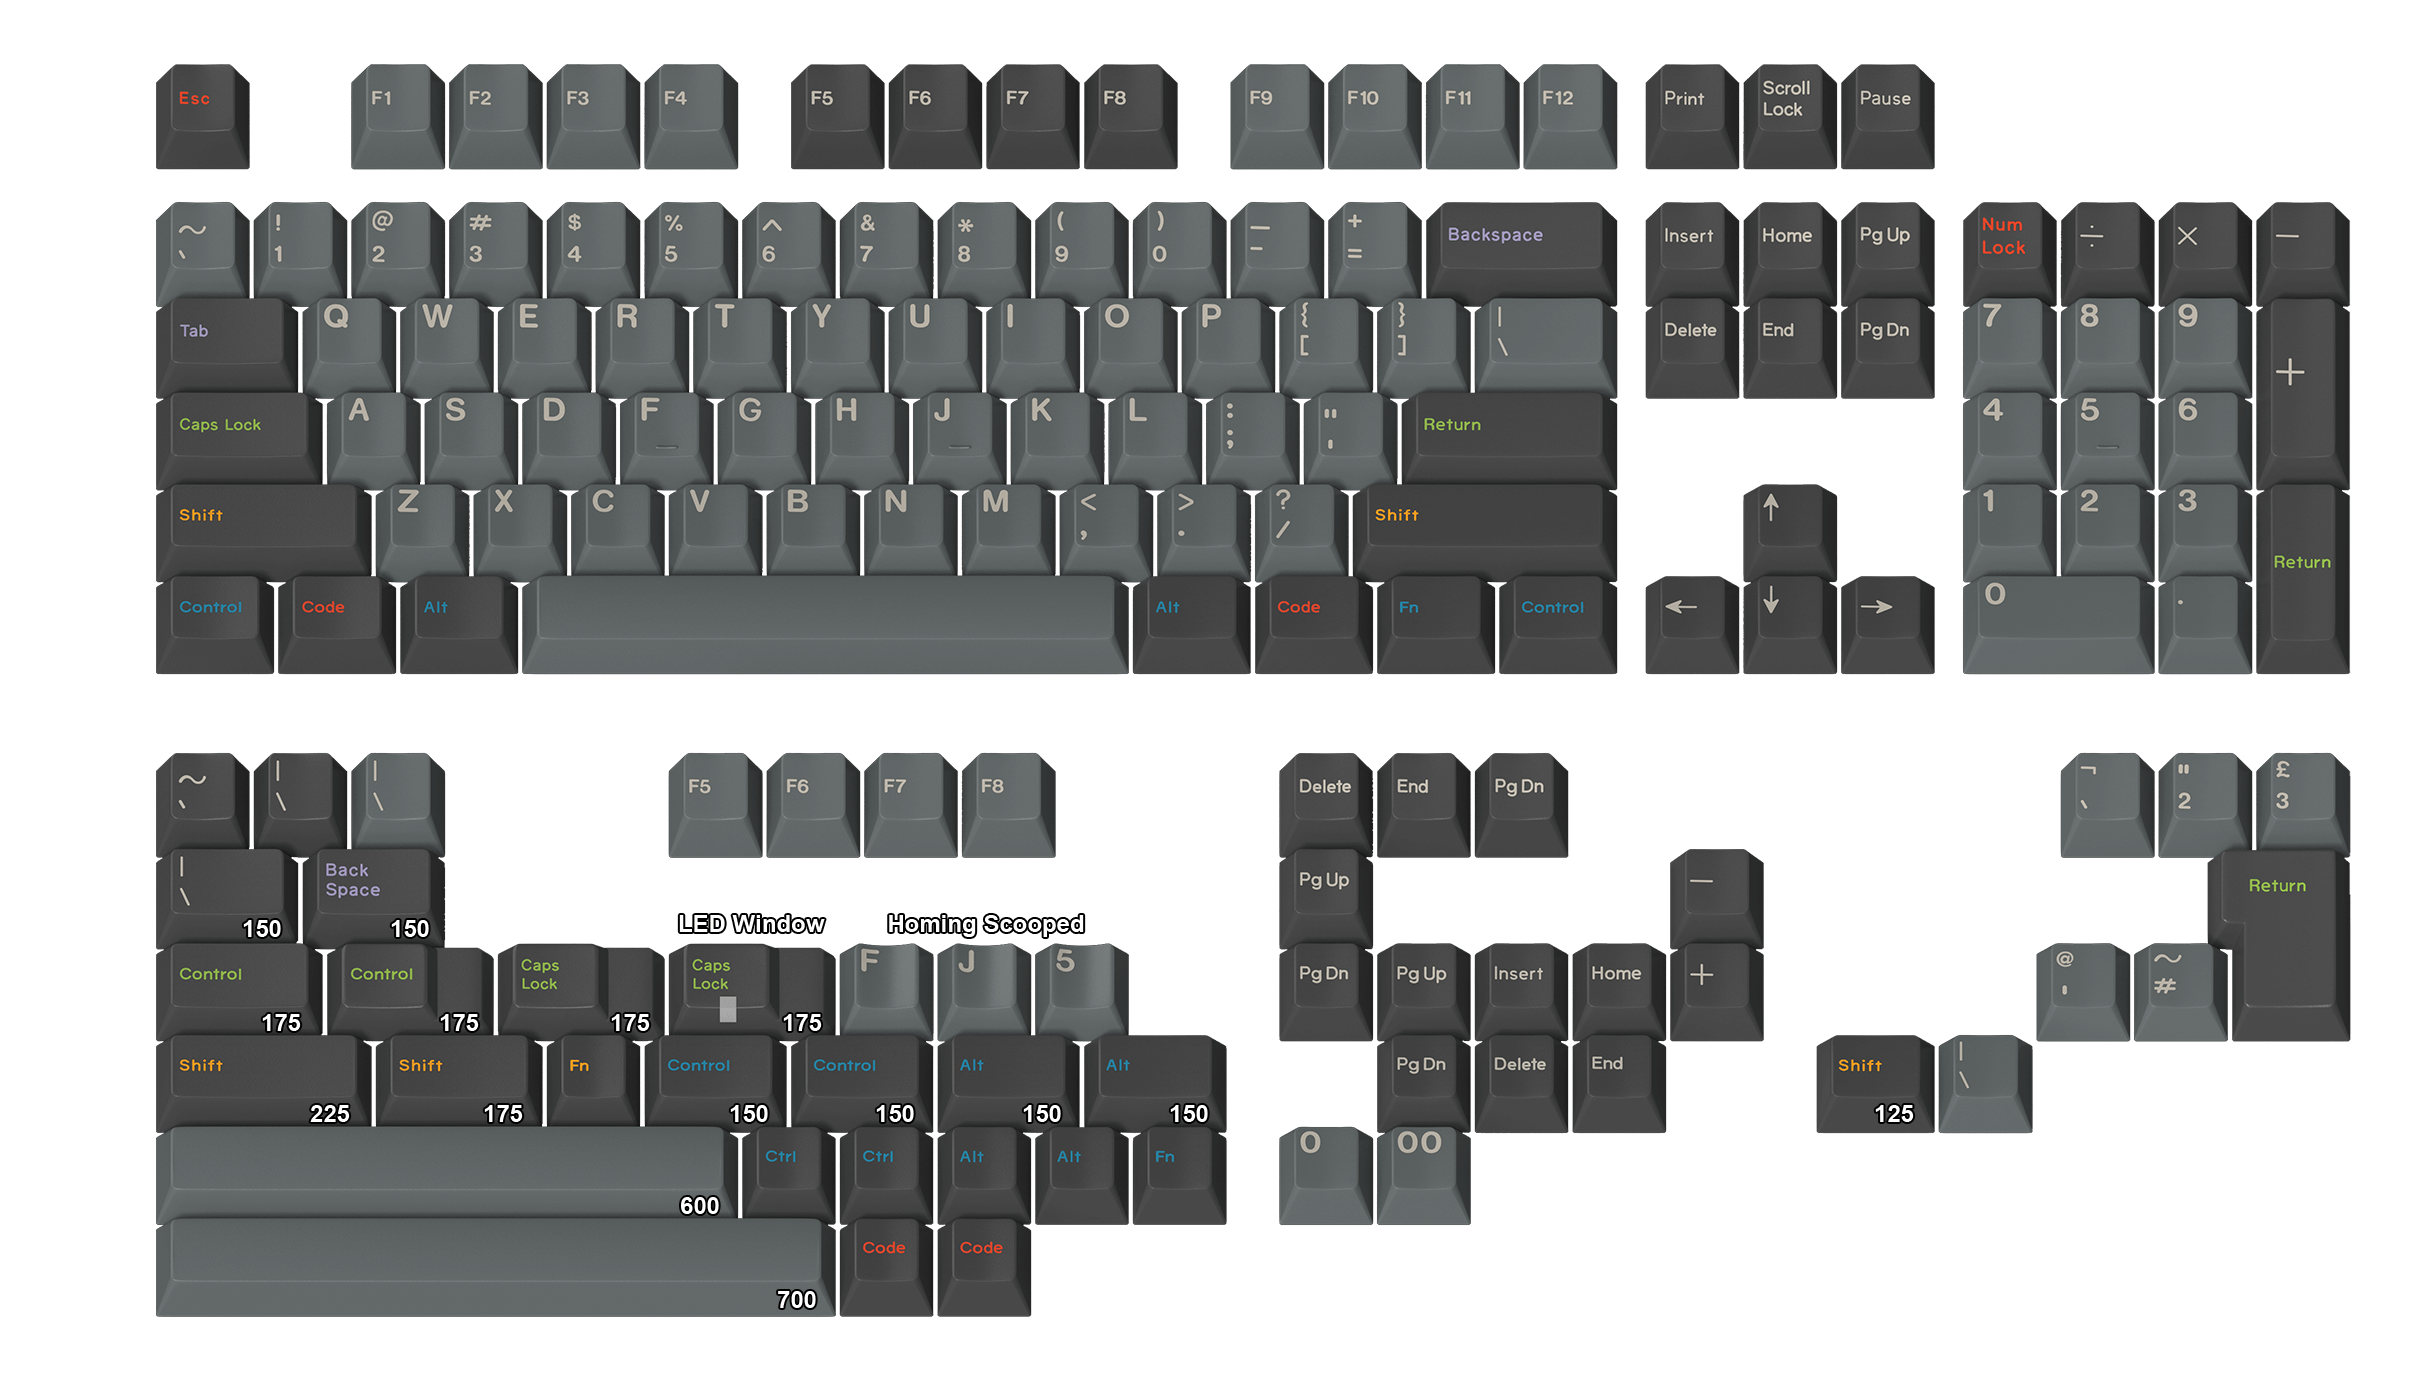 Esc F1 F2 F3 F4 F5 F6 F7 F8 F9 F10 F11 F12 Print Scroll Lock Pause
~ ! @ # $ % ^ & * ( ) — + Backspace Insert Home Pg Up Num Lock ÷ × −
` 1 2 3 4 5 6 7 8 9 0 - =
Tab Q W E R T Y U I O P { } | Delete End Pg Dn 7 8 9 +
[ ] \
Caps Lock A S D F G H J K L : " Return 4 5 6
; '
Shift Z X C V B N M < > ? Shift ↑ 1 2 3 Return
, . /
Control Code Alt Alt Code Fn Control ← ↓ → 0 .
~ | | F5 F6 F7 F8 Delete End Pg Dn ¬ " £
` \ \ ` 2 3
| Back Space Pg Up − Return
\
150 150 LED Window Homing Scooped
Control Control Caps Lock Caps Lock F J 5 Pg Dn Pg Up Insert Home + @ ~
' #
175 175 175 175
Shift Shift Fn Control Control Alt Alt Pg Dn Delete End Shift |
\
225 175 150 150 150 150 125
Ctrl Ctrl Alt Alt Fn 0 00
600
Code Code
700